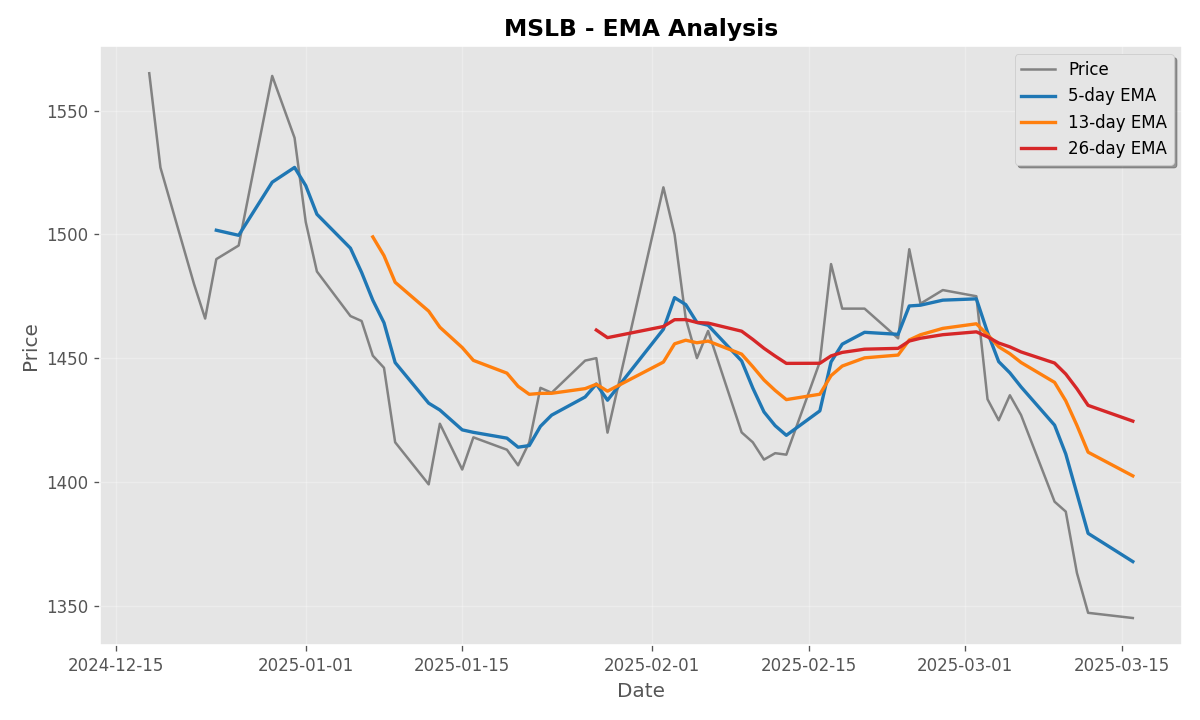 MSLB - EMA Analysis
Price
5-day EMA
13-day EMA
26-day EMA
Price
1550
1500
1450
1400
1350
2024-12-15
2025-01-01
2025-01-15
2025-02-01
2025-02-15
2025-03-01
2025-03-15
Date